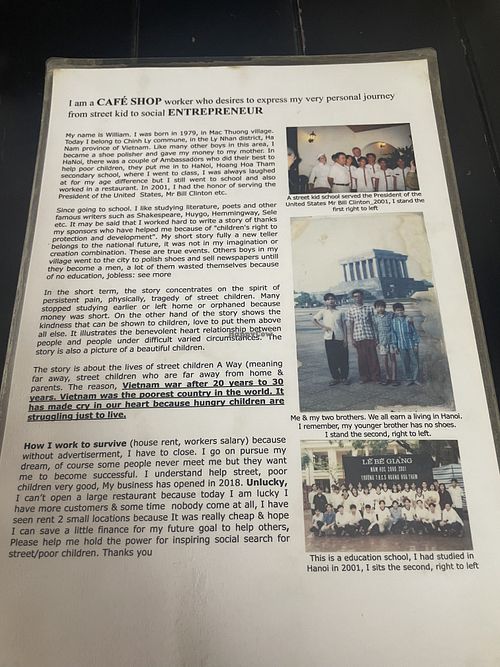 I am a CAFÉ SHOP worker who desires to express my very personal journey
from street kid to social ENTREPRENEUR
My name is William. I was born in 1979, in Mac Thuong village.
Today I belong to Chinh Ly commune, in the Ly Nhan district, Ha
Nam province of Vietnam. Like many other boys in this area, I
became a shoe polisher and gave my money to my mother. In
HaNoi, there was a couple of Ambassadors who did their best to
help poor children, they put me in to HaNoi, Hoang Hoa Tham
secondary school, where I went to class, I was always laughed
at for my age difference but I still went to school and also
worked in a restaurant. In 2001, I had the honor of serving the
President of the United States, Mr Bill Clinton etc.
Since going to school. I like studying literature, poets and other
famous writers such as Shakespeare, Huygo, Hemmingway, Sele
etc. It may be said that I worked hard to write a story of thanks
my sponsors who have helped me because of "children's right to
protection and development". My short story fully a new teller
belongs to the national future, it was not in my imagination or
creation combination. These are true events. Others boys in my
village went to the city to polish shoes and sell newspapers untill
they become a men, a lot of them wasted themselves because
of no education, jobless: see more
In the short term, the story concentrates on the spirit of
persistent pain, physically, tragedy of street children. Many
stopped studying earlier or left home or orphaned because
money was short. On the other hand of the story shows the
kindness that can be shown to children, love to put them above
all else. It illustrates the benevolent heart relationship between
people and people under difficult varied circumstances. The
story is also a picture of a beautiful children.
The story is about the lives of street children A Way (meaning
far away, street children who are far away from home &
parents. The reason, Vietnam war after 20 years to 30
years. Vietnam was the poorest country in the world. It
has made cry in our heart because hungry children are
struggling just to live.
How I work to survive (house rent, workers salary) because
without advertiserment, I have to close. I go on pursue my
dream, of course some people never meet me but they want
me to become successful. I understand help street, poor
children very good, My business has opened in 2018. Unlucky,
I can't open a large restaurant because today I am lucky I
have more customers & some time nobody come at all, I have
seen rent 2 small locations because It was really cheap & hope
I can save a little finance for my future goal to help others,
Please help me hold the power for inspiring social search for
street/poor children. Thanks you
A street kid school served the President of the
United States Mr Bill Clinton_2001, I stand the
first right to left
Me & my two brothers. We all earn a living in Hanoi.
I remember, my younger brother has no shoes.
I stand the second, right to left.
LỄ BẾ GIẢNG
NĂM HỌC 2000 2001
TRƯỜNG T.H.C.S HOÀNG HOA THÁM
This is a education school, I had studied in
Hanoi in 2001, I sits the second, right to left